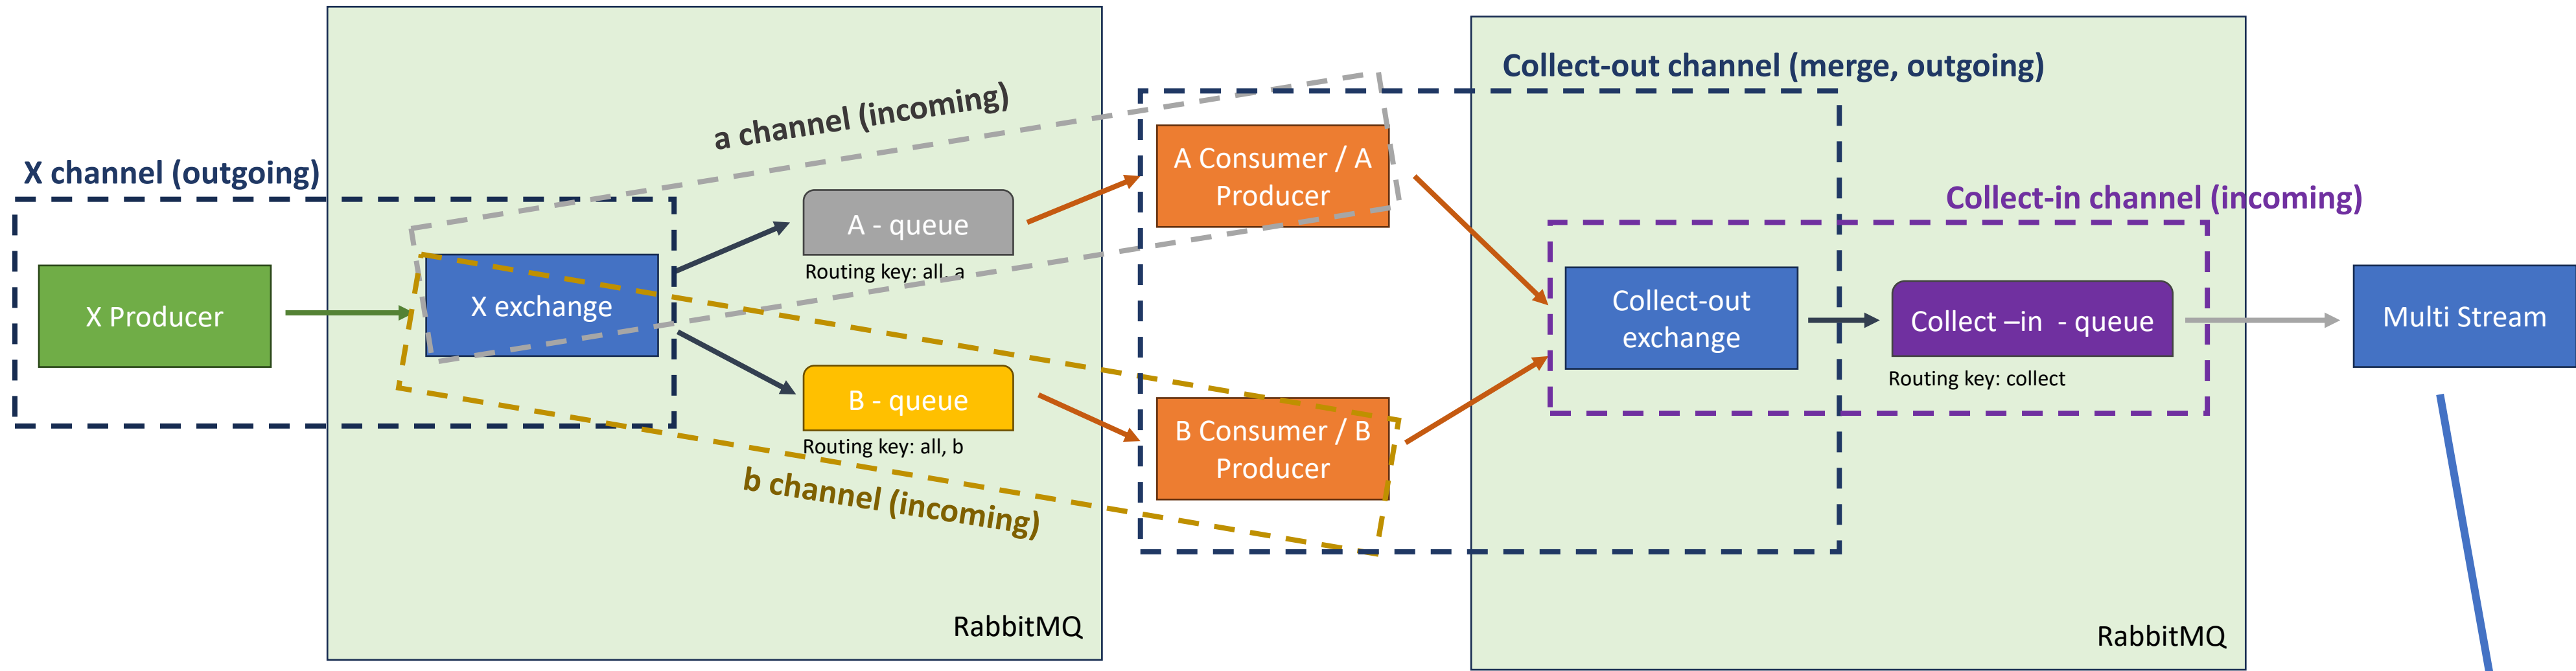 Collect-out channel (merge, outgoing)
a channel (incoming)
X channel (outgoing)
A Consumer / A
Producer
Collect-in channel (incoming)
A - queue
Routing key: all, a
X Producer
X exchange
Collect-out
exchange
Collect –in  - queue
Multi Stream
Routing key: collect
B - queue
Routing key: all, b
B Consumer / B
Producer
b channel (incoming)
RabbitMQ
RabbitMQ